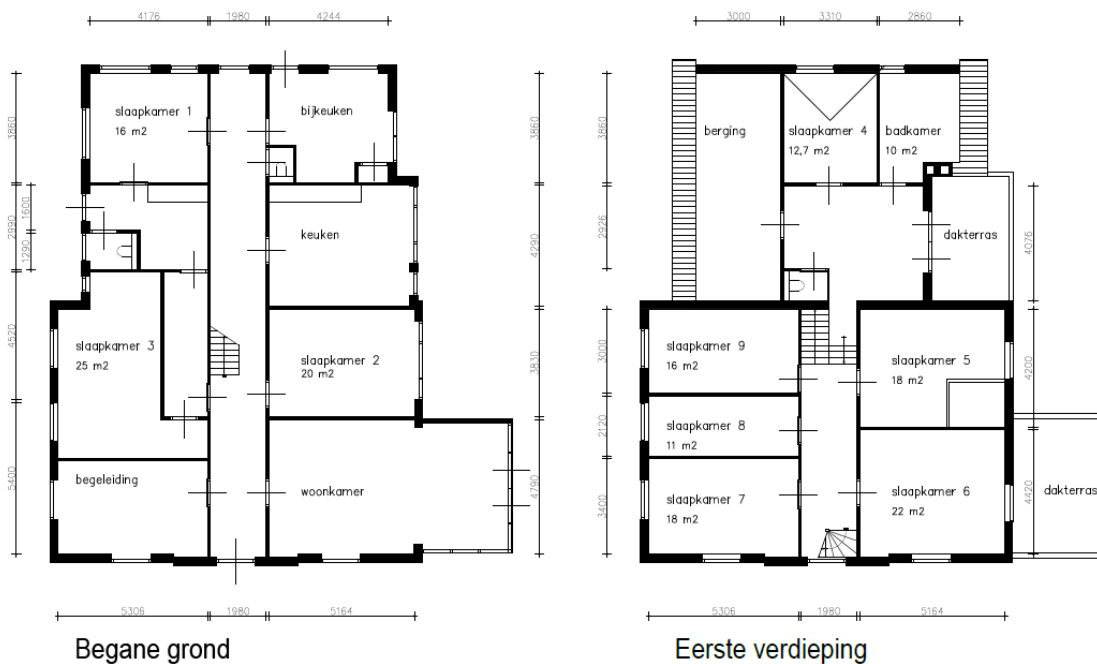 4176 1980 4244
3000 3310 2860
slaapkamer 1
16 m2
bijkeuken
3860
3860
berging
slaapkamer 4
12,7 m2
badkamer
10 m2
3860
2990
1600
1290
keuken
4290
2926
dakterras
4076
4520
slaapkamer 3
25 m2
slaapkamer 2
20 m2
3830
3000
slaapkamer 9
16 m2
slaapkamer 5
18 m2
4200
2120
slaapkamer 8
11 m2
5400
begeleiding
woonkamer
4790
3400
slaapkamer 7
18 m2
slaapkamer 6
22 m2
4420
dakterras
5306 1980 5164
5306 1980 5164
Begane grond
Eerste verdieping